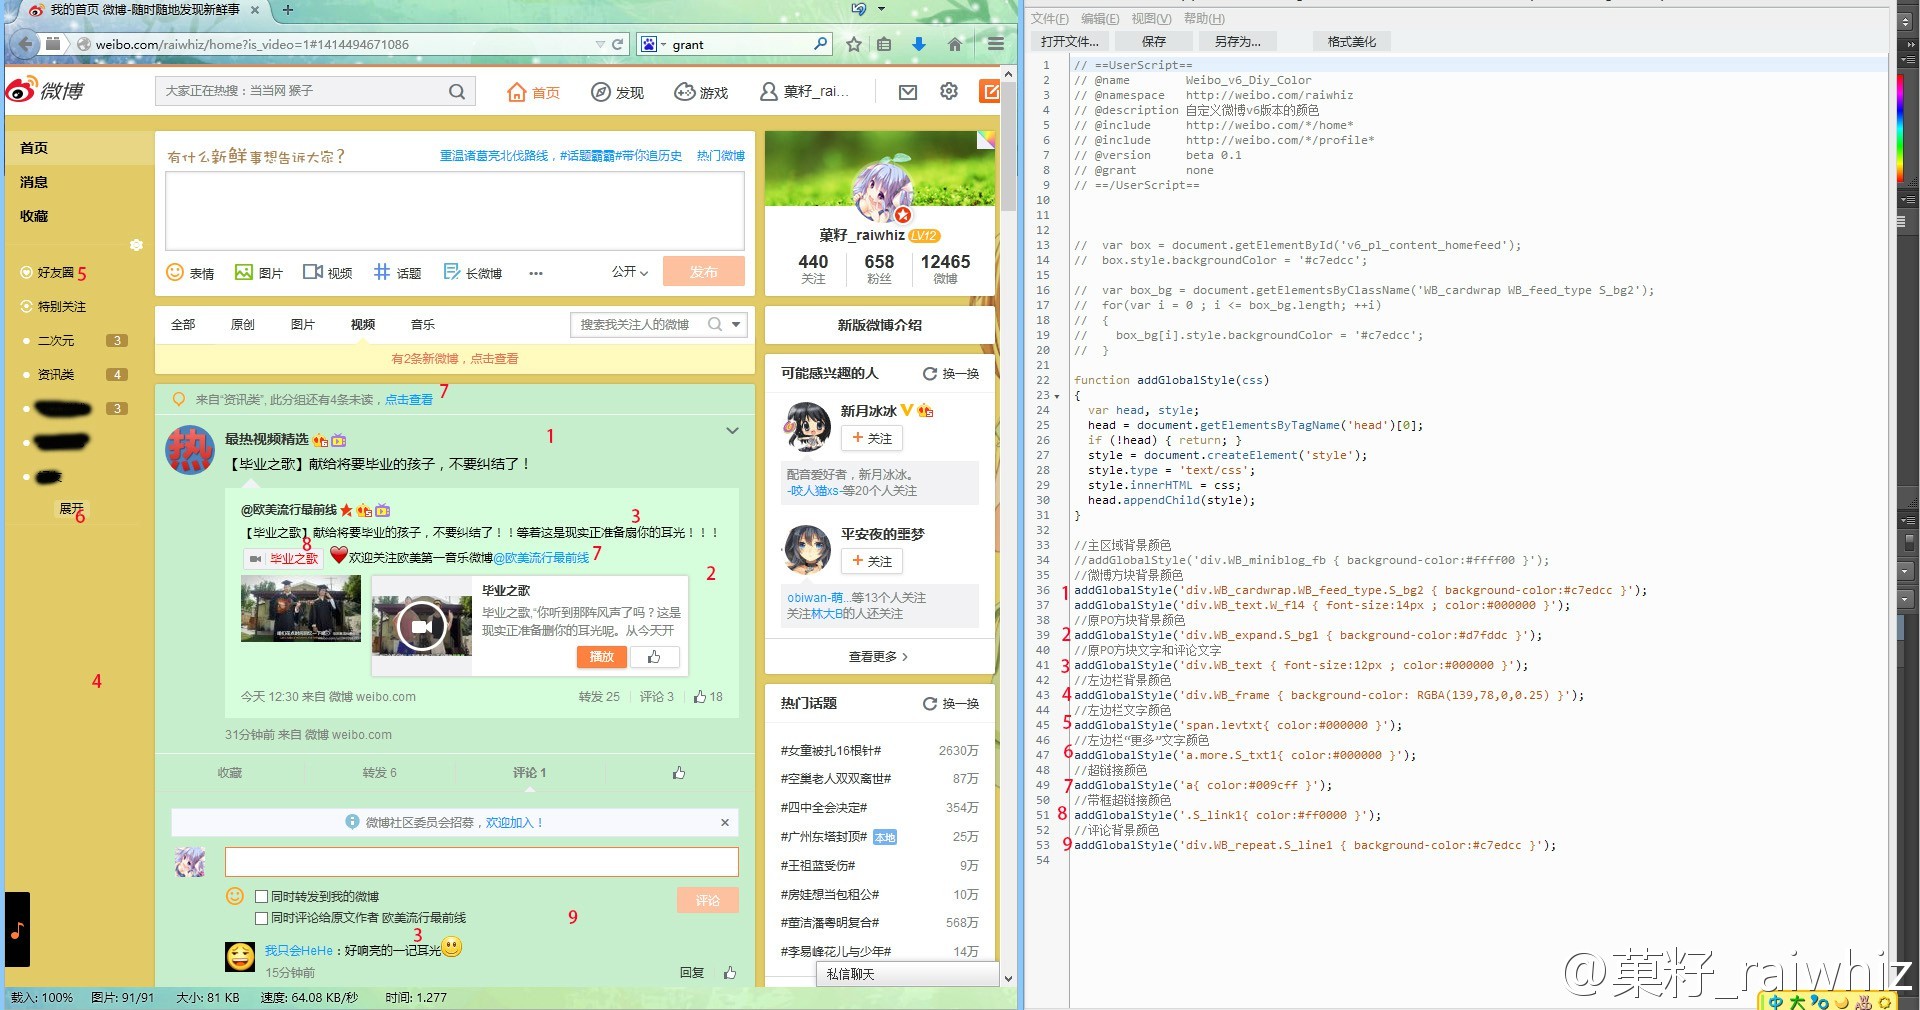 我的首页 微博-随时随地发现新鲜事
weibo.com/raiwhiz/home?is_video=1#1414494671086
grant
微博
大家正在热搜：当当网 猴子
首页
发现
游戏
菓籽_rai...
首页
消息
收藏
好友圈 5
特别关注
二次元 3
资讯类 4
3
展开
6
4
有什么新鲜事想告诉大家?
重温诸葛亮北伐路线，#话题霸霸#带你追历史 热门微博
表情 图片 视频 话题 长微博 ... 公开 发布
全部 原创 图片 视频 音乐
搜索我关注人的微博
有2条新微博，点击查看
来自“资讯类”, 此分组还有4条未读，点击查看 7
最热视频精选 1
【毕业之歌】献给将要毕业的孩子，不要纠结了！
@欧美流行最前线 3
【毕业之歌】献给将要毕业的孩子，不要纠结了！！等着这是现实正准备扇你的耳光！！！
8
毕业之歌 欢迎关注欧美第一音乐微博@欧美流行最前线 7
2
毕业之歌
毕业之歌,“你听到那阵风声了吗？这是
现实正准备删你的耳光呢。从今天开
播放
今天 12:30 来自 微博 weibo.com 转发 25 评论 3 18
31分钟前 来自 微博 weibo.com
收藏 转发 6 评论 1
微博社区委员会招募，欢迎加入！ ×
同时转发到我的微博 评论
同时评论给原文作者 欧美流行最前线 9
3
我只会HeHe：好响亮的一记耳光
15分钟前 回复
菓籽_raiwhiz LV12
440 658 12465
关注 粉丝 微博
新版微博介绍
可能感兴趣的人 换一换
新月冰冰 V
+ 关注
配音爱好者，新月冰冰。
-咬人猫xs-等20个人关注
平安夜的噩梦
+ 关注
obiwan-萌...等13个人关注
关注林大B的人还关注
查看更多 >
热门话题 换一换
#女童被扎16根针# 2630万
#空巢老人双双离世# 87万
#四中全会决定# 354万
#广州东塔封顶# 本地 25万
#王祖蓝受伤# 9万
#房娃想当包租公# 10万
#董洁潘粤明复合# 568万
#李易峰花儿与少年# 14万
私信聊天
载入: 100% 图片: 91/91 大小: 81 KB 速度: 64.08 KB/秒 时间: 1.277
文件(F) 编辑(E) 视图(V) 帮助(H)
打开文件... 保存 另存为... 格式美化
1 // ==UserScript==
2 // @name Weibo_v6_Diy_Color
3 // @namespace http://weibo.com/raiwhiz
4 // @description 自定义微博v6版本的颜色
5 // @include http://weibo.com/*/home*
6 // @include http://weibo.com/*/profile*
7 // @version beta 0.1
8 // @grant none
9 // ==/UserScript==
10
11
12
13 // var box = document.getElementById('v6_pl_content_homefeed');
14 // box.style.backgroundColor = '#c7edcc';
15
16 // var box_bg = document.getElementsByClassName('WB_cardwrap WB_feed_type S_bg2');
17 // for(var i = 0 ; i <= box_bg.length; ++i)
18 // {
19 // box_bg[i].style.backgroundColor = '#c7edcc';
20 // }
21
22 function addGlobalStyle(css)
23 {
24 var head, style;
25 head = document.getElementsByTagName('head')[0];
26 if (!head) { return; }
27 style = document.createElement('style');
28 style.type = 'text/css';
29 style.innerHTML = css;
30 head.appendChild(style);
31 }
32
33 //主区域背景颜色
34 //addGlobalStyle('div.WB_miniblog_fb { background-color:#ffff00 }');
35 //微博方块背景颜色
36 1 addGlobalStyle('div.WB_cardwrap.WB_feed_type.S_bg2 { background-color:#c7edcc }');
37 addGlobalStyle('div.WB_text.W_f14 { font-size:14px ; color:#000000 }');
38 //原PO方块背景颜色
39 2 addGlobalStyle('div.WB_expand.S_bg1 { background-color:#d7fddc }');
40 //原PO方块文字和评论文字
41 3 addGlobalStyle('div.WB_text { font-size:12px ; color:#000000 }');
42 //左边栏背景颜色
43 4 addGlobalStyle('div.WB_frame { background-color: RGBA(139,78,0,0.25) }');
44 //左边栏文字颜色
45 5 addGlobalStyle('span.levtxt{ color:#000000 }');
46 //左边栏“更多”文字颜色
47 6 addGlobalStyle('a.more.S_txt1{ color:#000000 }');
48 //超链接颜色
49 7 addGlobalStyle('a{ color:#009cff }');
50 //带框超链接颜色
51 8 addGlobalStyle('.S_link1{ color:#ff0000 }');
52 //评论背景颜色
53 9 addGlobalStyle('div.WB_repeat.S_line1 { background-color:#c7edcc }');
54
@菓籽_raiwhiz
中大